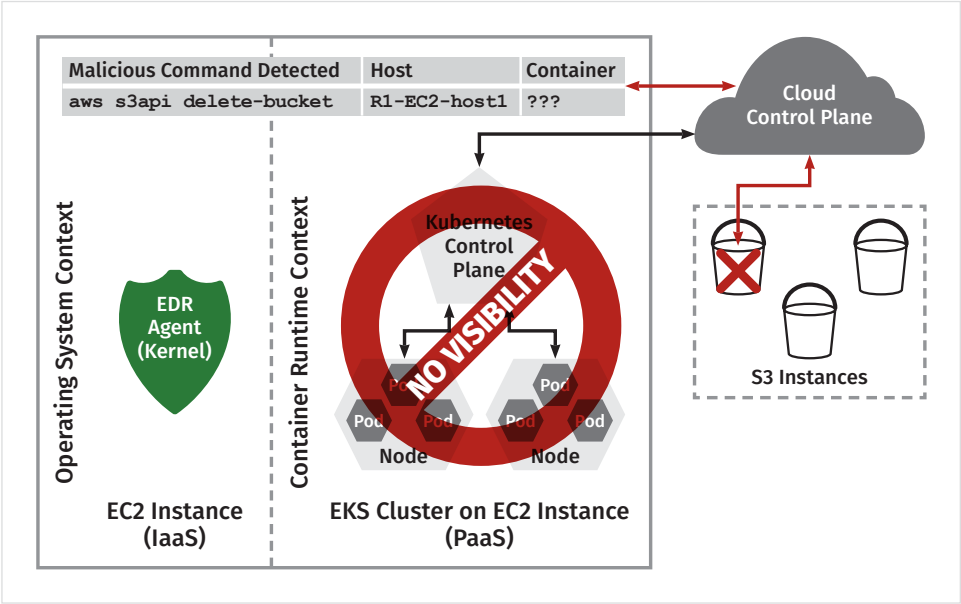 Malicious Command Detected Host Container
aws s3api delete-bucket R1-EC2-host1 ???
Cloud
Control Plane
Operating System Context
EDR
Agent
(Kernel)
EC2 Instance
(IaaS)
Container Runtime Context
Kubernetes
Control
Plane
NO VISIBILITY
Pod
Pod
Pod
Node
Pod
Pod
Pod
Node
EKS Cluster on EC2 Instance
(PaaS)
S3 Instances